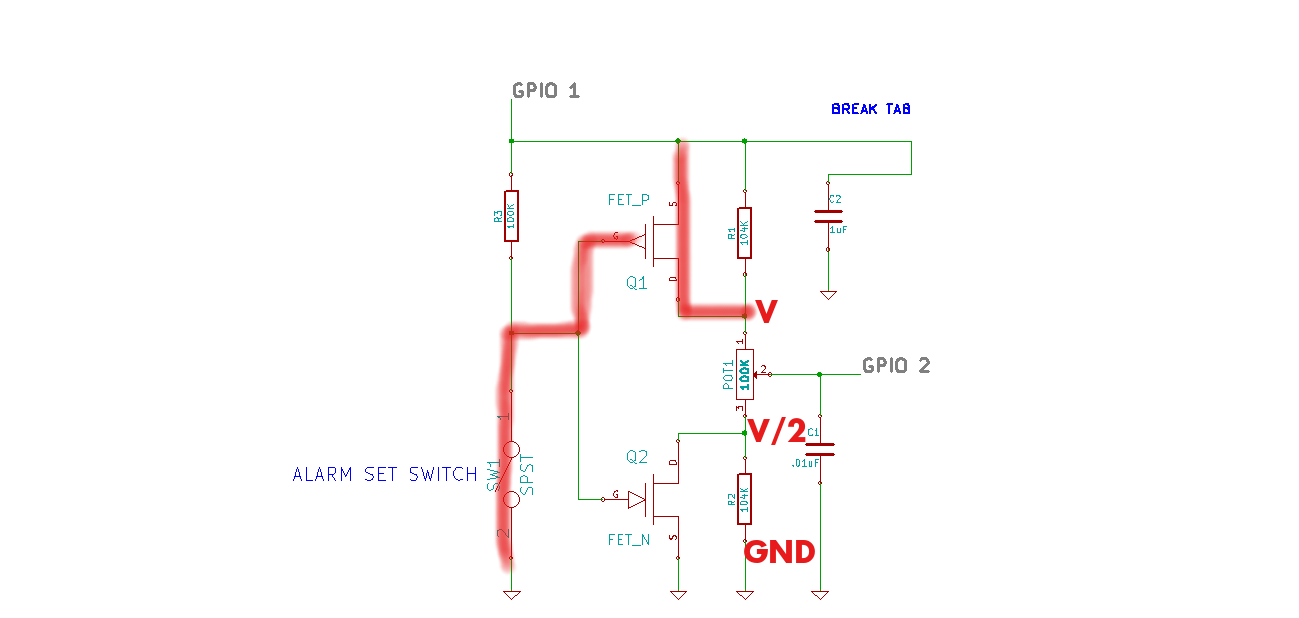 GPIO 1
BREAK TAB
R3
100K
FET_P
G
S
D
Q1
R1
104K
C2
1uF
V
1
POT1
100K
2
3
GPIO 2
V/2
C1
.01uF
ALARM SET SWITCH
SW1
SPST
1
2
Q2
G
D
S
FET_N
R2
104K
GND